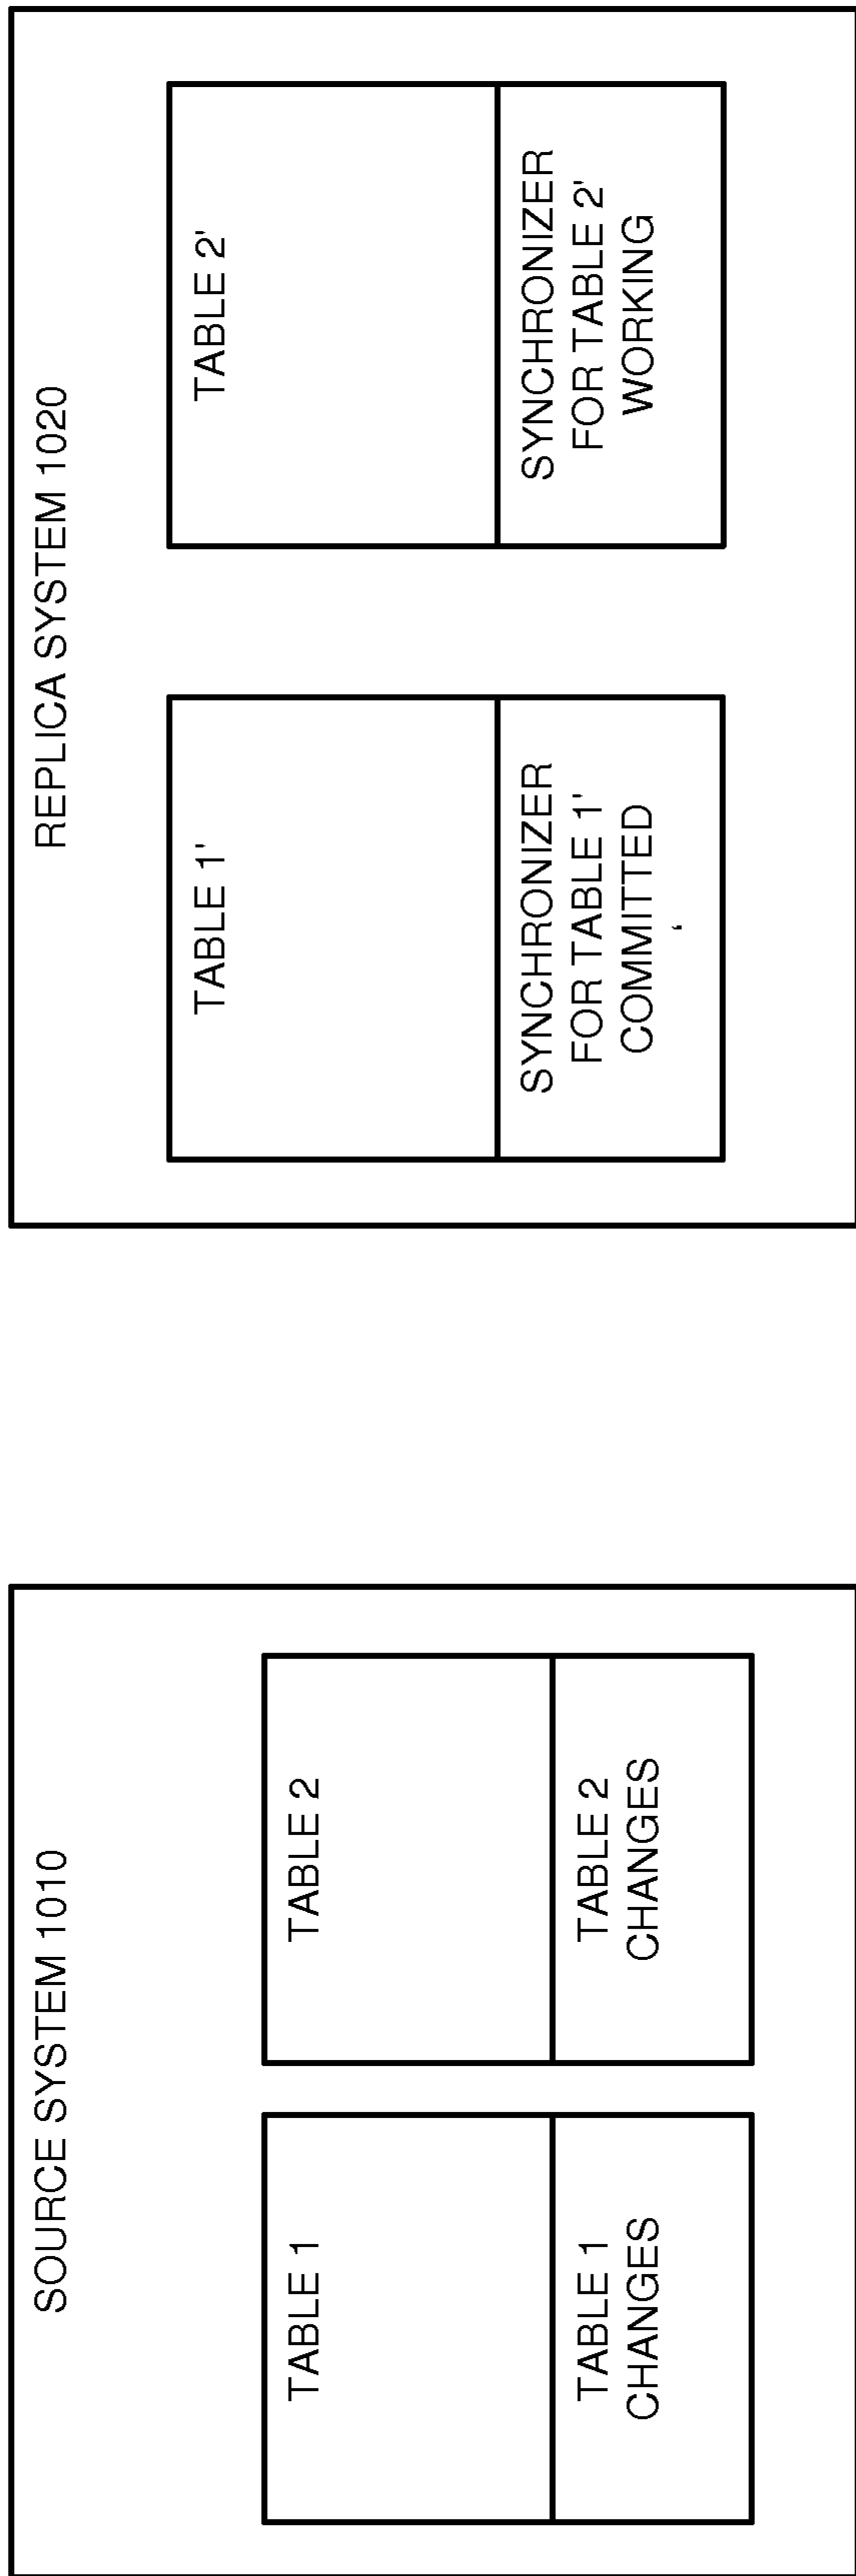 SOURCE SYSTEM 1010
TABLE 1
TABLE 1
CHANGES
TABLE 2
TABLE 2
CHANGES
REPLICA SYSTEM 1020
TABLE 1'
SYNCHRONIZER
FOR TABLE 1'
COMMITTED
TABLE 2'
SYNCHRONIZER
FOR TABLE 2'
WORKING